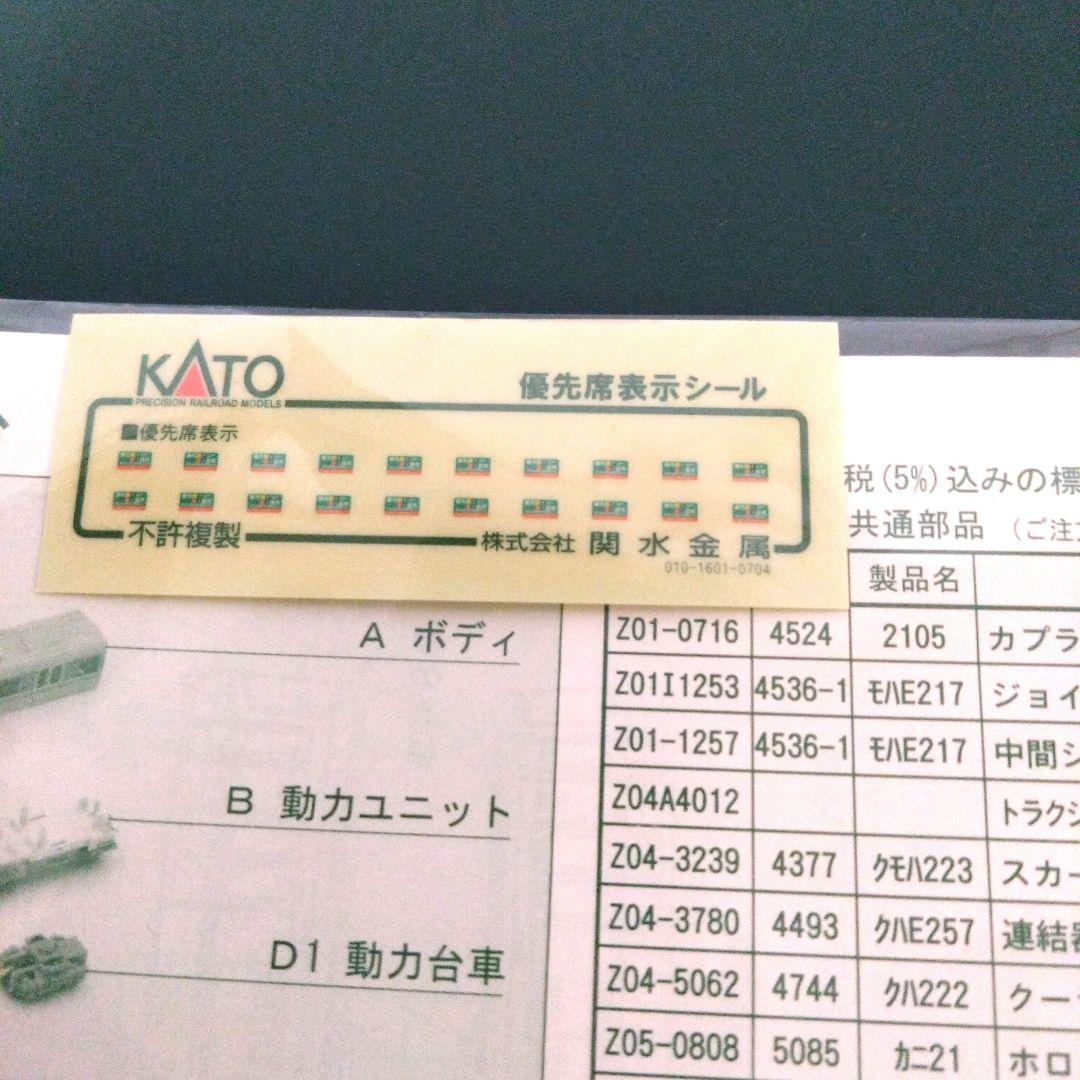 KATO
PRECISION RAILROAD MODELS
優先席表示シール
■優先席表示
不許複製
株式会社 関水金属
010-1601-0704
税(5%)込みの標
共通部品 (ご注
製品名
A ボディ
B 動力ユニット
D1 動力台車
Z01-0716 4524 2105 カプラ
Z01I1253 4536-1 モハE217 ジョイ
Z01-1257 4536-1 モハE217 中間シ
Z04A4012 トラクシ
Z04-3239 4377 クモハ223 スカー
Z04-3780 4493 クハE257 連結器
Z04-5062 4744 クハ222 クー
Z05-0808 5085 カニ21 ホロ